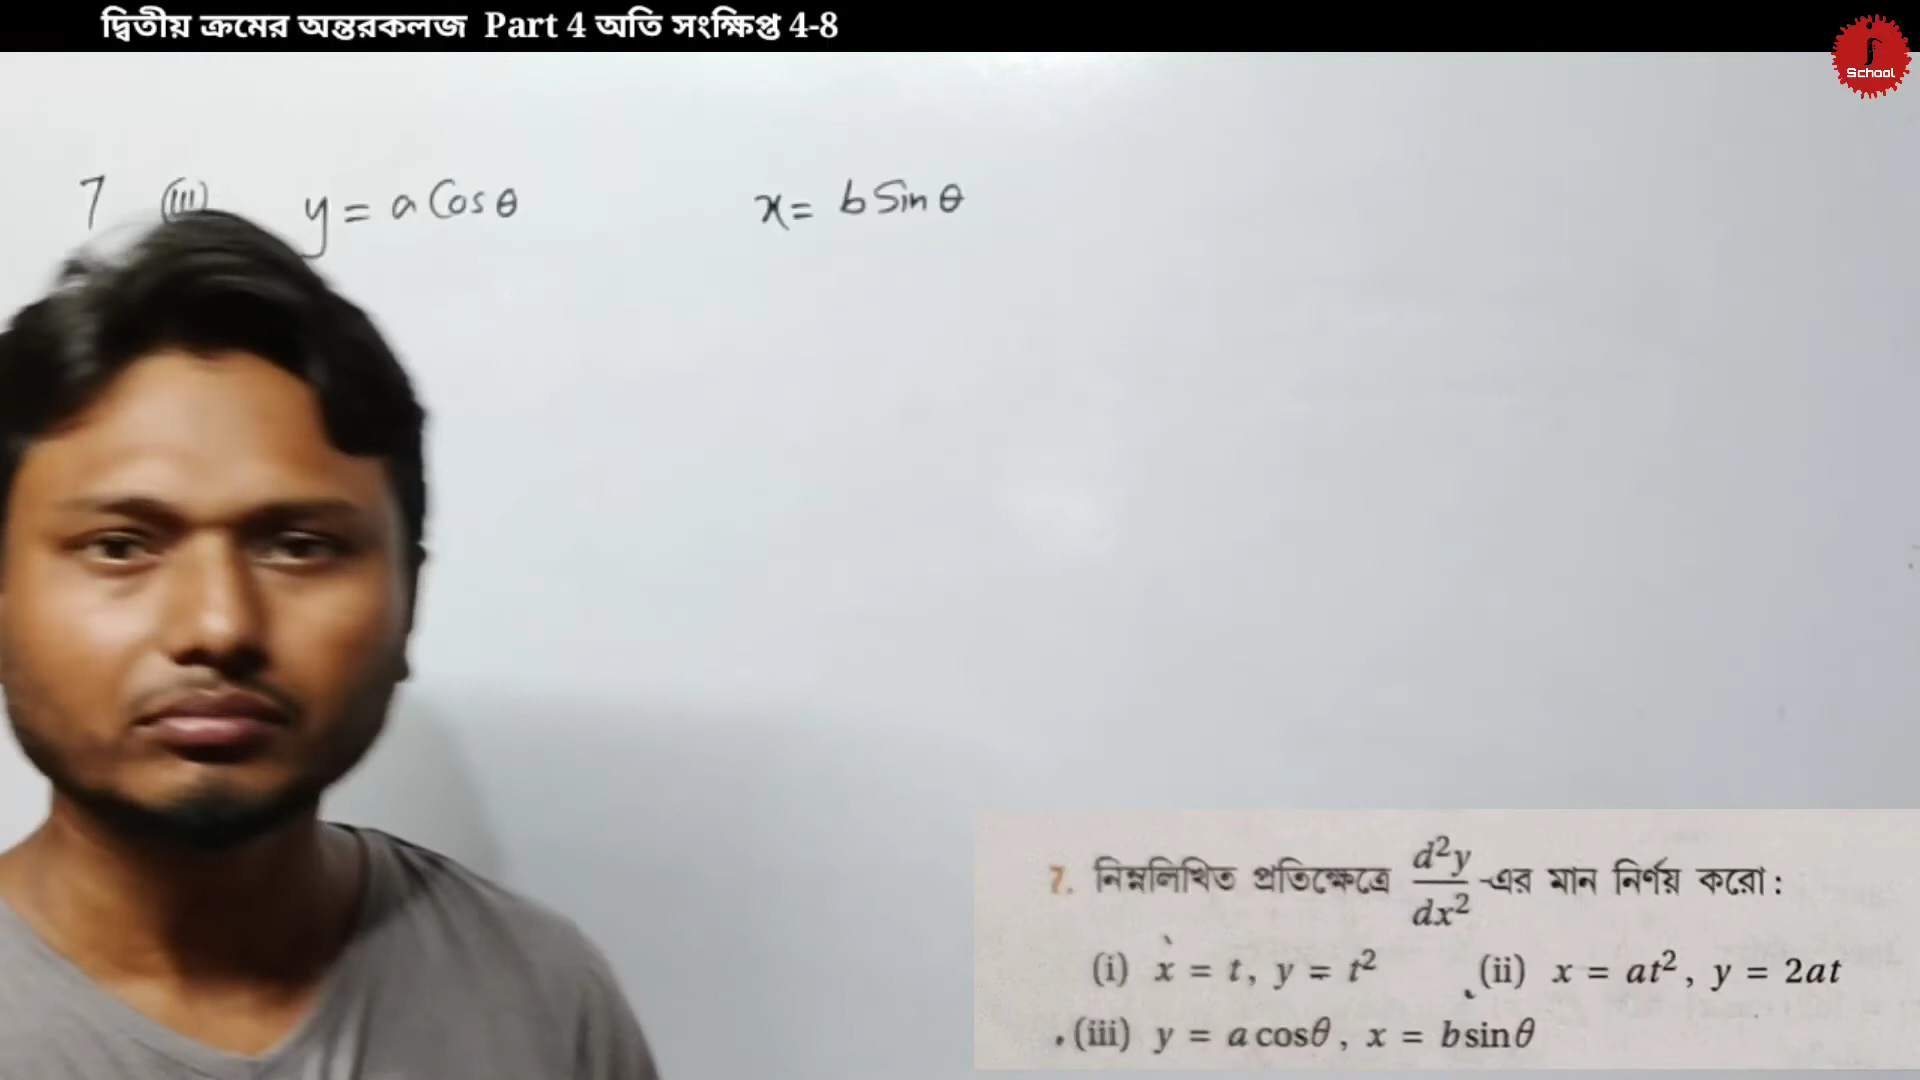 দ্বিতীয় ক্রমের অন্তরকলজ Part 4 অতি সংক্ষিপ্ত 4-8
ʃ School
7 (iii) y = a Cos θ x = b Sin θ
7. নিম্নলিখিত প্রতিক্ষেত্রে d²y/dx² -এর মান নির্ণয় করো :
(i) x = t, y = t² (ii) x = at², y = 2at
(iii) y = a cosθ, x = b sinθ